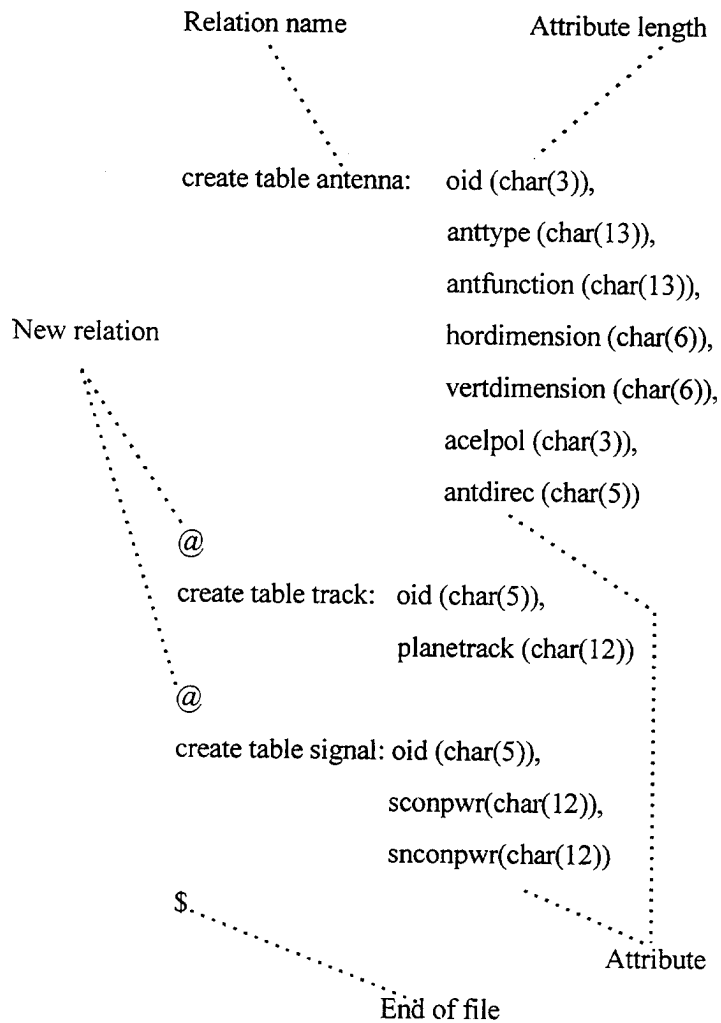 Relation name Attribute length
create table antenna: oid (char(3)),
anttype (char(13)),
antfunction (char(13)),
New relation
hordimension (char(6)),
vertdimension (char(6)),
acelpol (char(3)),
antdirec (char(5))
@
create table track: oid (char(5)),
planetrack (char(12))
@
create table signal: oid (char(5)),
sconpwr(char(12)),
snconpwr(char(12))
$
Attribute
End of file